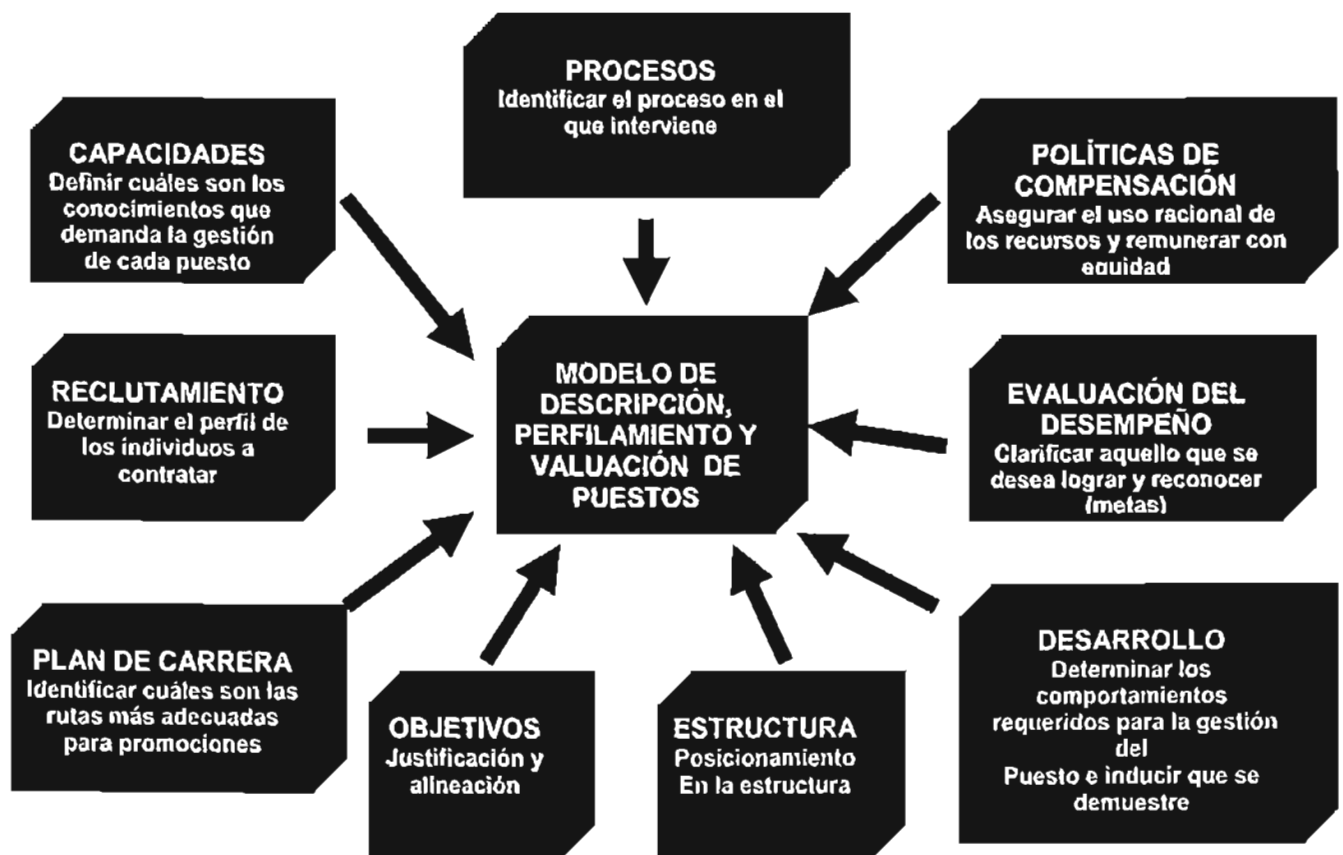 PROCESOS
Identificar el proceso en el
que interviene
CAPACIDADES
Definir cuáles son los
conocimientos que
demanda la gestión
de cada puesto
POLÍTICAS DE
COMPENSACIÓN
Asegurar el uso racional de
los recursos y remunerar con
equidad
RECLUTAMIENTO
Determinar el perfil de
los individuos a
contratar
MODELO DE
DESCRIPCIÓN,
PERFILAMIENTO Y
VALUACIÓN DE
PUESTOS
EVALUACIÓN DEL
DESEMPEÑO
Clarificar aquello que se
desea lograr y reconocer
(metas)
PLAN DE CARRERA
Identificar cuáles son las
rutas más adecuadas
para promociones
OBJETIVOS
Justificación y
alineación
ESTRUCTURA
Posicionamiento
En la estructura
DESARROLLO
Determinar los
comportamientos
requeridos para la gestión
del
Puesto e inducir que se
demuestre